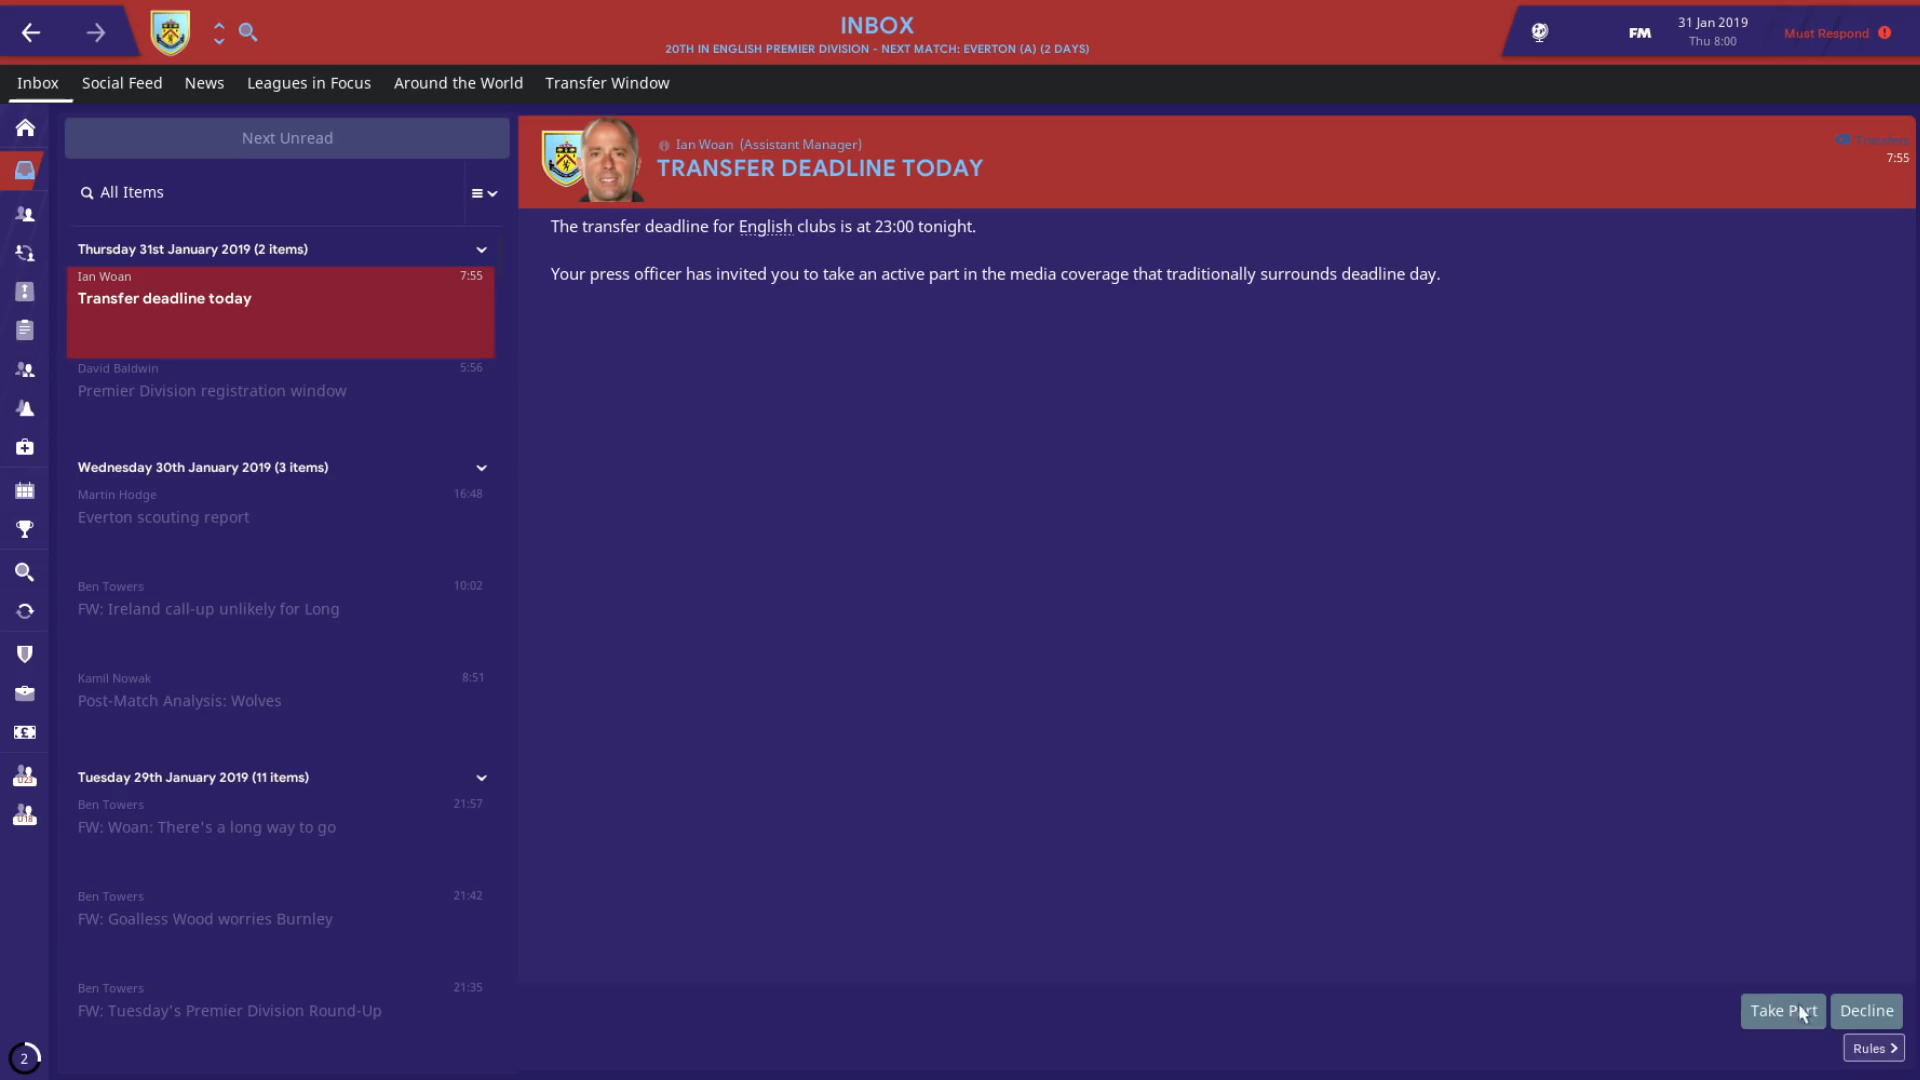 INBOX
20TH IN ENGLISH PREMIER DIVISION - NEXT MATCH: EVERTON (A) (2 DAYS)
FM
31 Jan 2019
Thu 8:00
Must Respond
Inbox
Social Feed
News
Leagues in Focus
Around the World
Transfer Window
Next Unread
All Items
Thursday 31st January 2019 (2 items)
Ian Woan
7:55
Transfer deadline today
David Baldwin
5:56
Premier Division registration window
Wednesday 30th January 2019 (3 items)
Martin Hodge
16:48
Everton scouting report
Ben Towers
10:02
FW: Ireland call-up unlikely for Long
Kamil Nowak
8:51
Post-Match Analysis: Wolves
Tuesday 29th January 2019 (11 items)
Ben Towers
21:57
FW: Woan: There's a long way to go
Ben Towers
21:42
FW: Goalless Wood worries Burnley
Ben Towers
21:35
FW: Tuesday's Premier Division Round-Up
Ian Woan (Assistant Manager)
TRANSFER DEADLINE TODAY
7:55
The transfer deadline for English clubs is at 23:00 tonight.
Your press officer has invited you to take an active part in the media coverage that traditionally surrounds deadline day.
Take Part
Decline
Rules
U23
U18
2